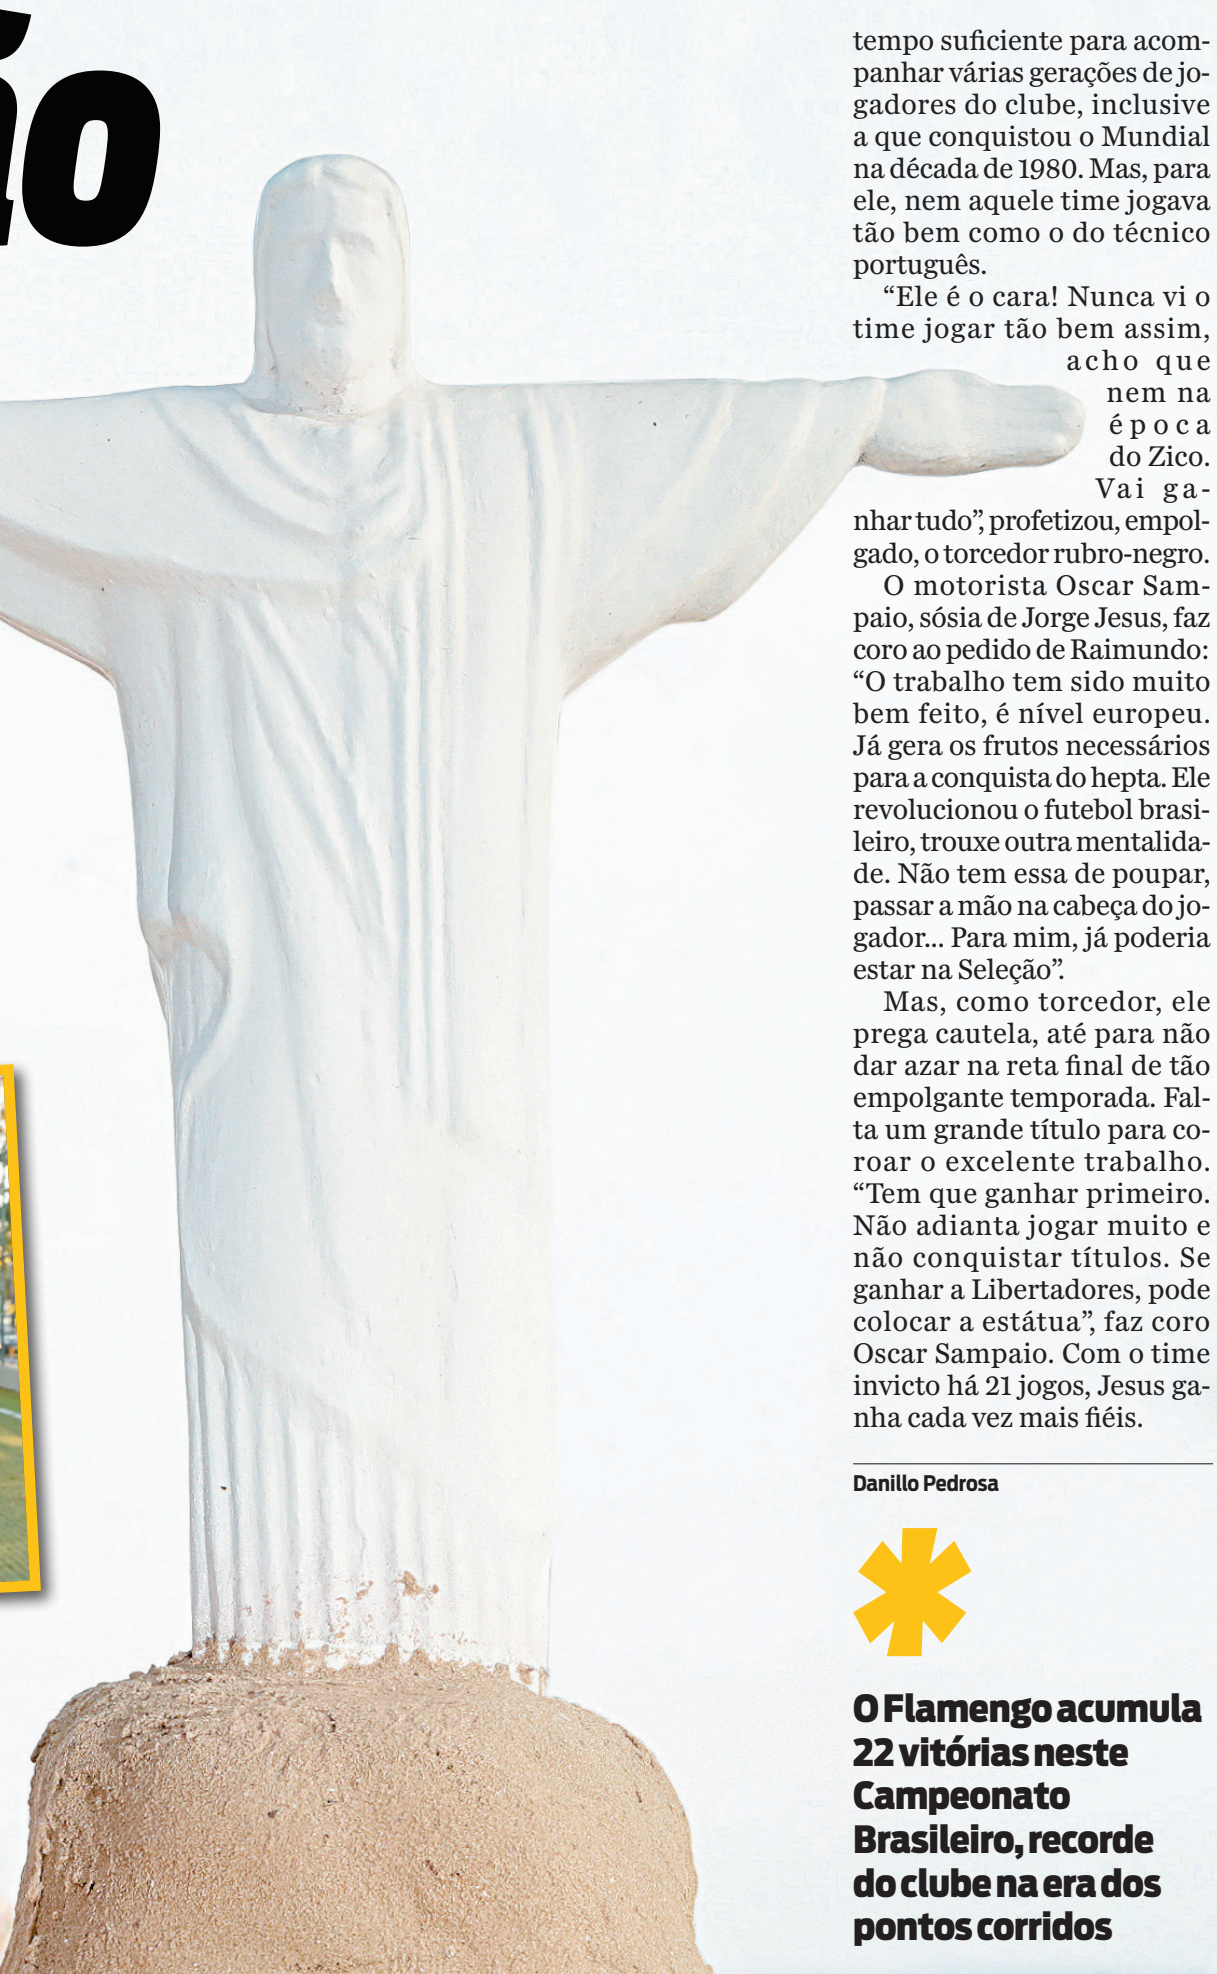 ão
tempo suficiente para acom-
panhar várias gerações de jo-
gadores do clube, inclusive
a que conquistou o Mundial
na década de 1980. Mas, para
ele, nem aquele time jogava
tão bem como o do técnico
português.
“Ele é o cara! Nunca vi o
time jogar tão bem assim,
acho que
nem na
época
do Zico.
Vai ga-
nhar tudo”, profetizou, empol-
gado, o torcedor rubro-negro.
O motorista Oscar Sam-
paio, sósia de Jorge Jesus, faz
coro ao pedido de Raimundo:
“O trabalho tem sido muito
bem feito, é nível europeu.
Já gera os frutos necessários
para a conquista do hepta. Ele
revolucionou o futebol brasi-
leiro, trouxe outra mentalida-
de. Não tem essa de poupar,
passar a mão na cabeça do jo-
gador... Para mim, já poderia
estar na Seleção”.
Mas, como torcedor, ele
prega cautela, até para não
dar azar na reta final de tão
empolgante temporada. Fal-
ta um grande título para co-
roar o excelente trabalho.
“Tem que ganhar primeiro.
Não adianta jogar muito e
não conquistar títulos. Se
ganhar a Libertadores, pode
colocar a estátua”, faz coro
Oscar Sampaio. Com o time
invicto há 21 jogos, Jesus ga-
nha cada vez mais fiéis.
Danillo Pedrosa
O Flamengo acumula
22 vitórias neste
Campeonato
Brasileiro, recorde
do clube na era dos
pontos corridos